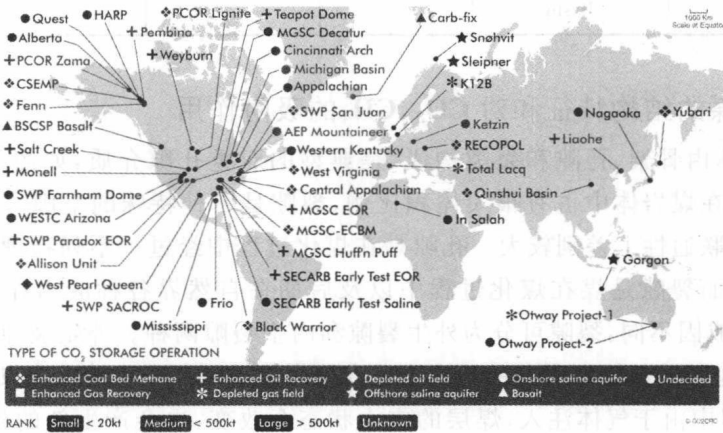 Quest
HARP
PCOR Lignite
Teapot Dome
Carb-fix
1000 Km
Scale at Equator
Alberta
Pembina
MGSC Decatur
Snøhvit
PCOR Zama
Weyburn
Cincinnati Arch
Sleipner
CSEMP
Michigan Basin
K12B
Fenn
Appalachian
BSCSP Basalt
SWP San Juan
Ketzin
Nagaoka
Yubari
Salt Creek
AEP Mountaineer
RECOPOL
Liaohe
Monell
Western Kentucky
Total Lacq
SWP Farnham Dome
West Virginia
Qinshui Basin
WESTC Arizona
Central Appalachian
In Salah
SWP Paradox EOR
MGSC EOR
Allison Unit
MGSC-ECBM
Gorgon
West Pearl Queen
MGSC Huff'n Puff
SWP SACROC
SECARB Early Test EOR
Frio
SECARB Early Test Saline
Otway Project-1
Mississippi
Black Warrior
Otway Project-2
TYPE OF CO₂ STORAGE OPERATION
Enhanced Coal Bed Methane
Enhanced Oil Recovery
Depleted oil field
Onshore saline aquifer
Undecided
Enhanced Gas Recovery
Depleted gas field
Offshore saline aquifer
Basalt
RANK Small < 20kt Medium < 500kt Large > 500kt Unknown